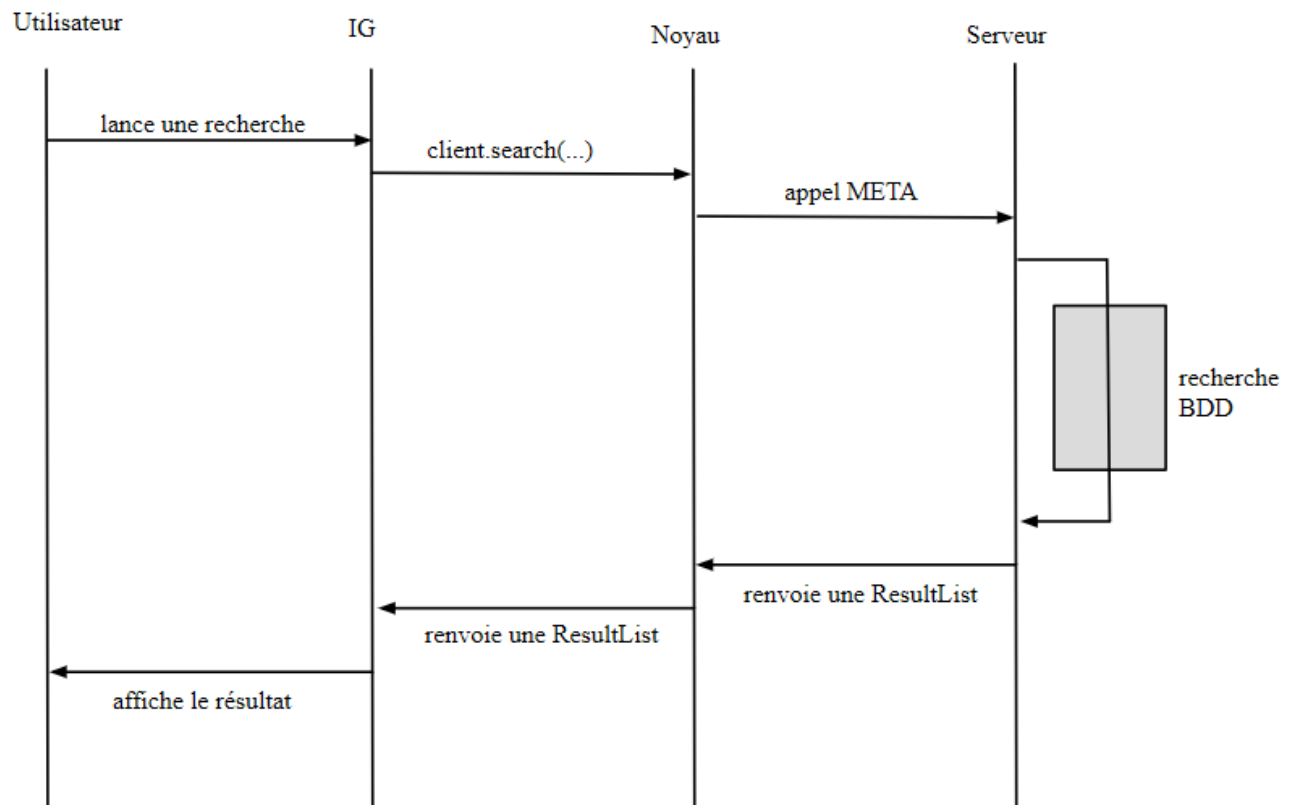 Utilisateur
IG
Noyau
Serveur
lance une recherche
client.search(...)
appel META
recherche
BDD
renvoie une ResultList
renvoie une ResultList
affiche le résultat